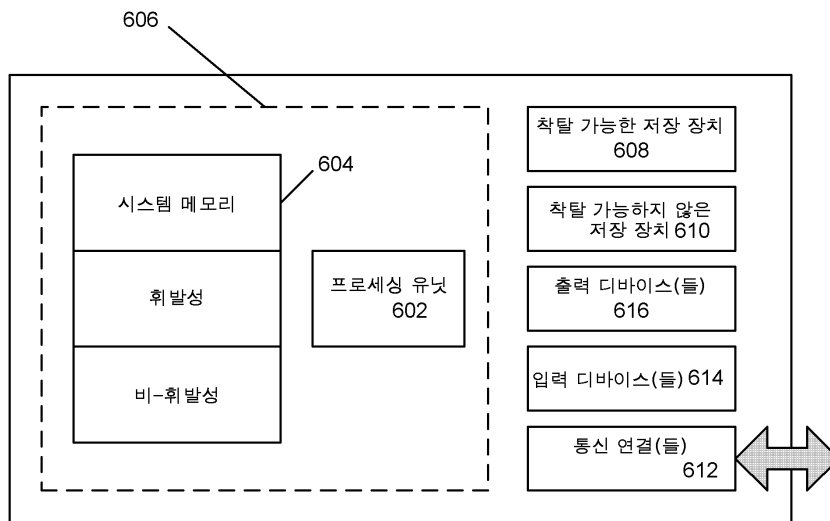 606
604
시스템 메모리
휘발성
비-휘발성
프로세싱 유닛
602
착탈 가능한 저장 장치
608
착탈 가능하지 않은
저장 장치 610
출력 디바이스(들)
616
입력 디바이스(들) 614
통신 연결(들)
612